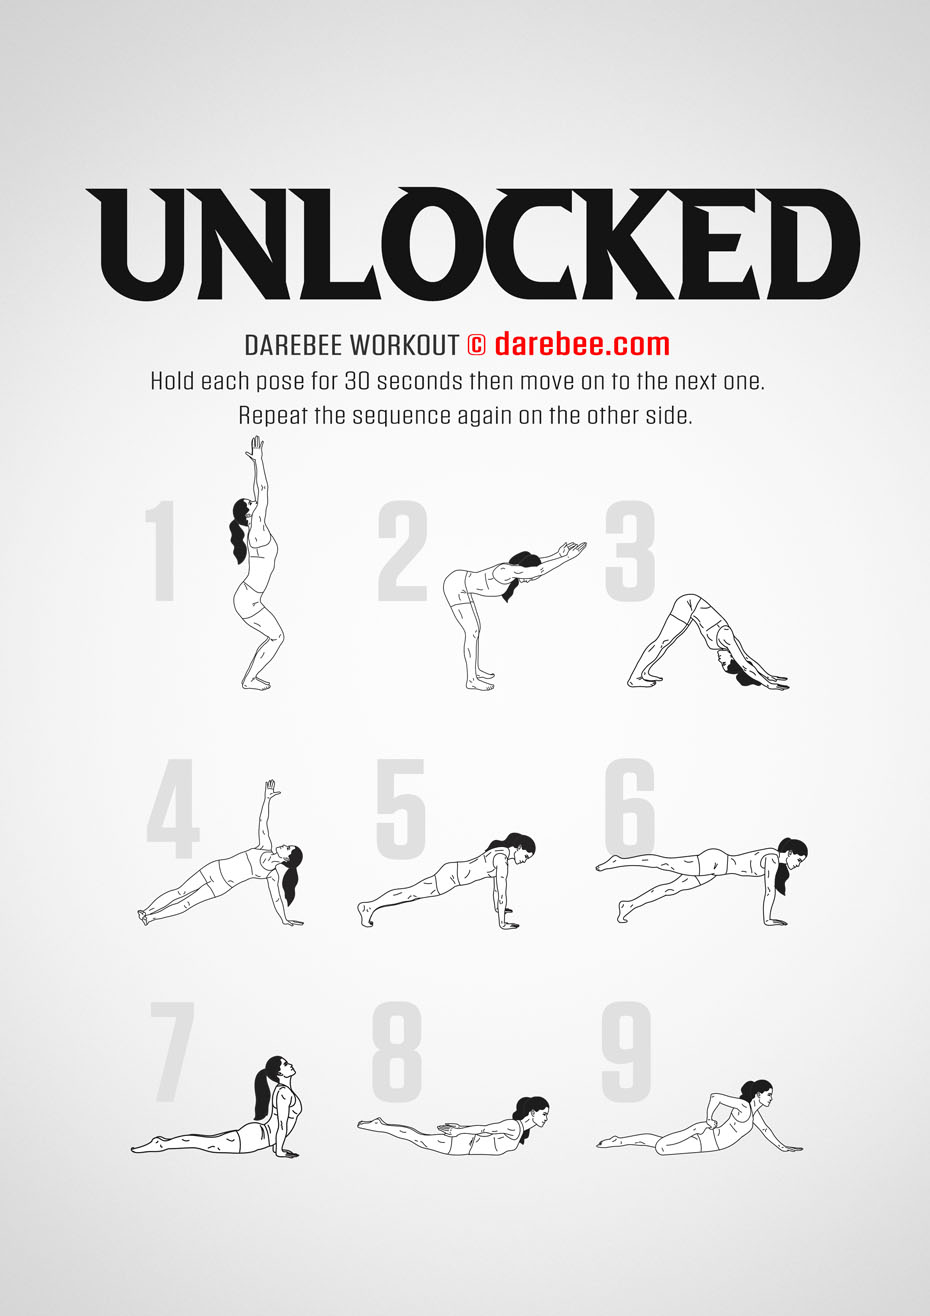 UNLOCKED
DAREBEE WORKOUT © darebee.com
Hold each pose for 30 seconds then move on to the next one.
Repeat the sequence again on the other side.
1 2 3
4 5 6
7 8 9